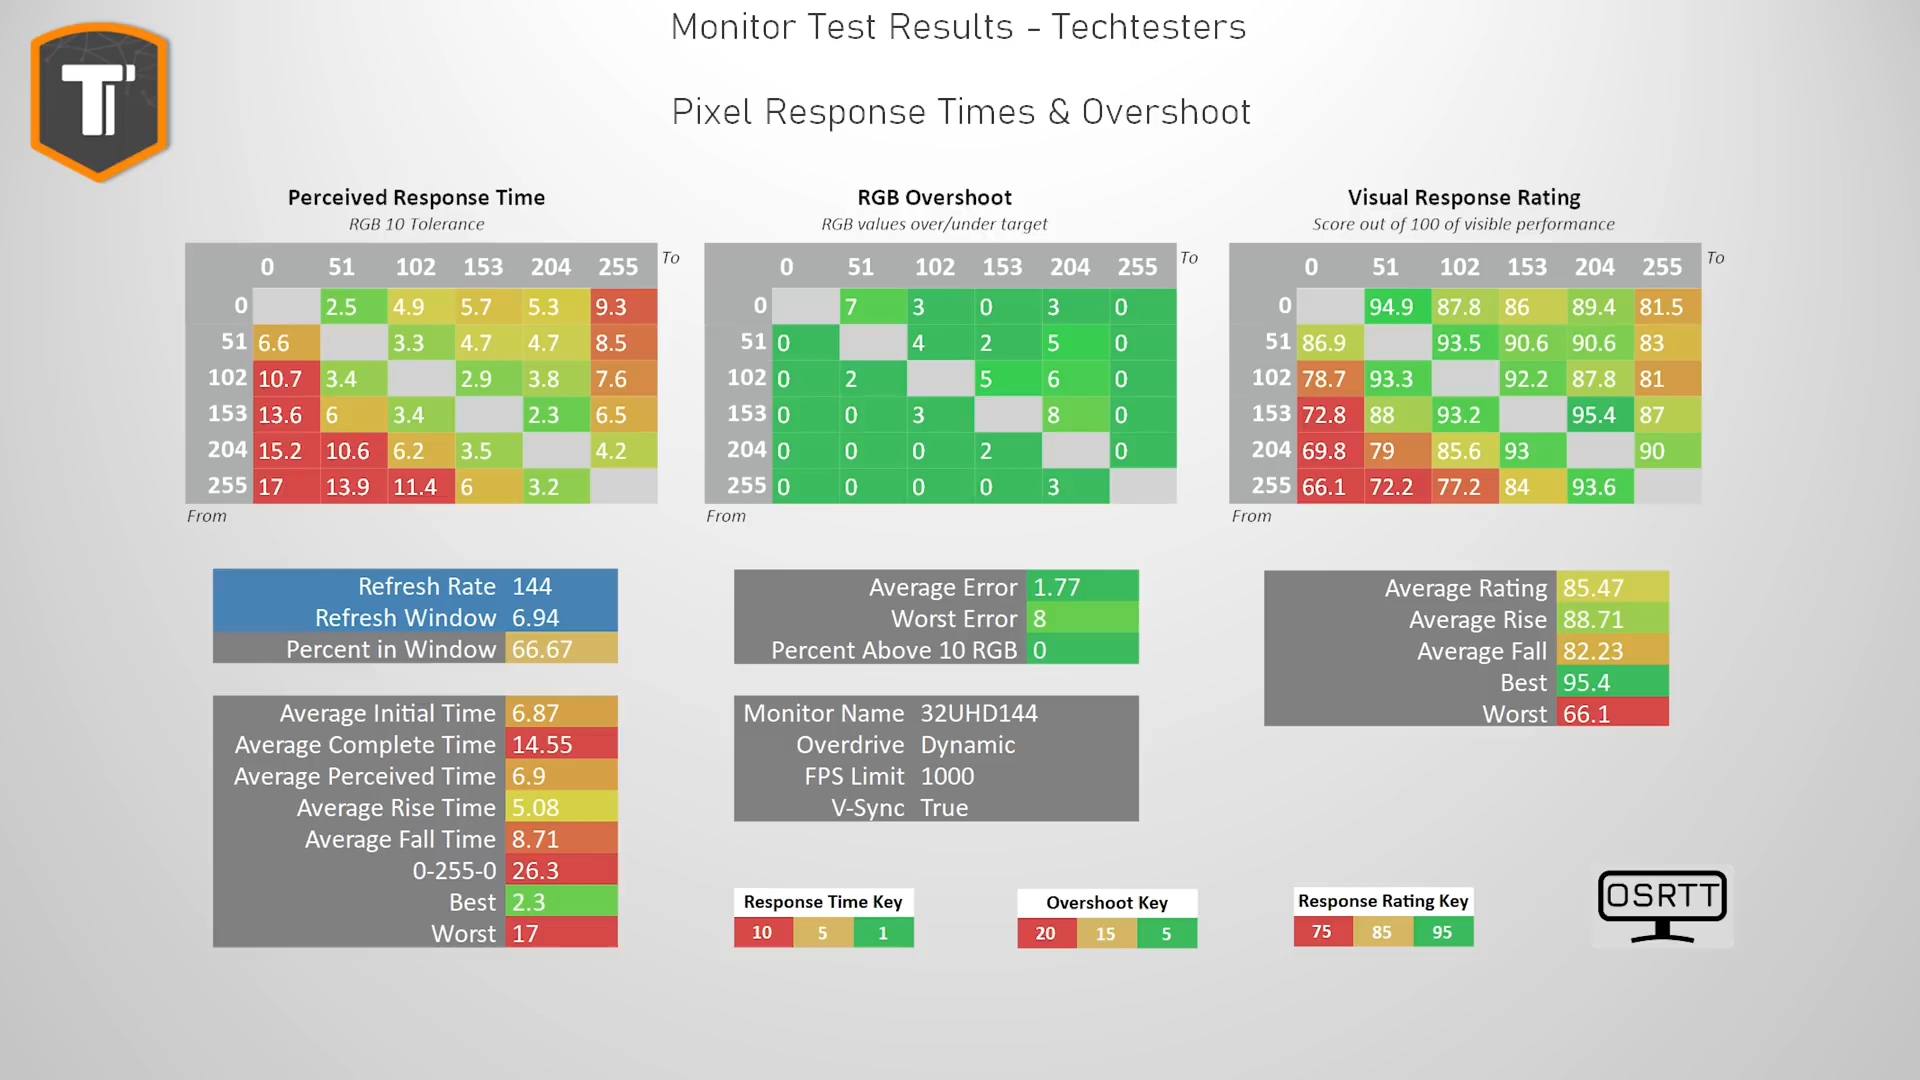 Monitor Test Results - Techtesters
Pixel Response Times & Overshoot
T
Perceived Response Time
RGB 10 Tolerance
To
0 51 102 153 204 255
0 2.5 4.9 5.7 5.3 9.3
51 6.6 3.3 4.7 4.7 8.5
102 10.7 3.4 2.9 3.8 7.6
153 13.6 6 3.4 2.3 6.5
204 15.2 10.6 6.2 3.5 4.2
255 17 13.9 11.4 6 3.2
From
RGB Overshoot
RGB values over/under target
To
0 51 102 153 204 255
0 7 3 0 3 0
51 0 4 2 5 0
102 0 2 5 6 0
153 0 0 3 8 0
204 0 0 0 2 0
255 0 0 0 0 3
From
Visual Response Rating
Score out of 100 of visible performance
To
0 51 102 153 204 255
0 94.9 87.8 86 89.4 81.5
51 86.9 93.5 90.6 90.6 83
102 78.7 93.3 92.2 87.8 81
153 72.8 88 93.2 95.4 87
204 69.8 79 85.6 93 90
255 66.1 72.2 77.2 84 93.6
From
Refresh Rate 144
Refresh Window 6.94
Percent in Window 66.67
Average Initial Time 6.87
Average Complete Time 14.55
Average Perceived Time 6.9
Average Rise Time 5.08
Average Fall Time 8.71
0-255-0 26.3
Best 2.3
Worst 17
Average Error 1.77
Worst Error 8
Percent Above 10 RGB 0
Monitor Name 32UHD144
Overdrive Dynamic
FPS Limit 1000
V-Sync True
Average Rating 85.47
Average Rise 88.71
Average Fall 82.23
Best 95.4
Worst 66.1
Response Time Key
10 5 1
Overshoot Key
20 15 5
Response Rating Key
75 85 95
OSRTT